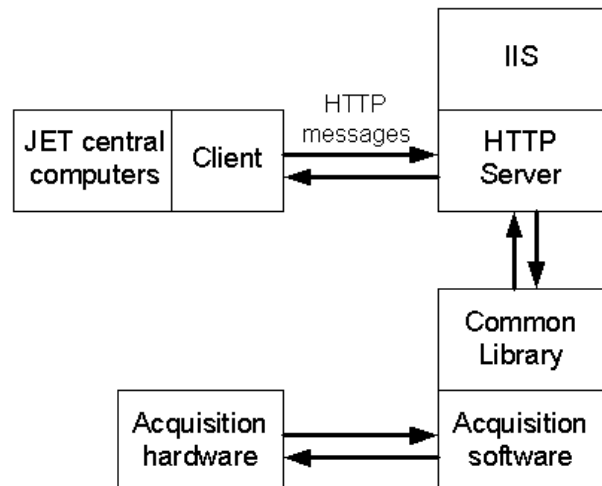 IIS
HTTP
messages
JET central
computers
Client
HTTP
Server
Common
Library
Acquisition
hardware
Acquisition
software